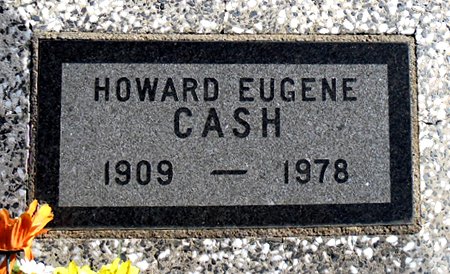 HOWARD EUGENE
CASH
1909 — 1978